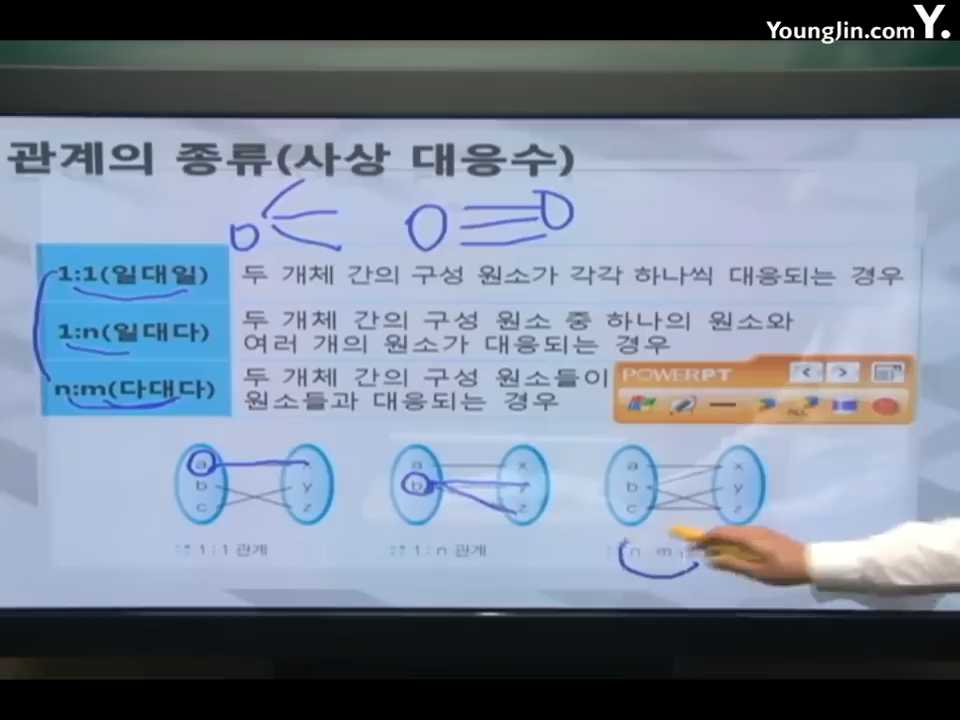 YoungJin.com Y.
관계의 종류(사상 대응수)
1:1(일대일) 두 개체 간의 구성 원소가 각각 하나씩 대응되는 경우
1:n(일대다) 두 개체 간의 구성 원소 중 하나의 원소와
여러 개의 원소가 대응되는 경우
n:m(다대다) 두 개체 간의 구성 원소들이
원소들과 대응되는 경우
POWERPT
a
b y
c z
a x
b y
c z
a x
b y
c z
1:1 관계
1:n 관계
n m